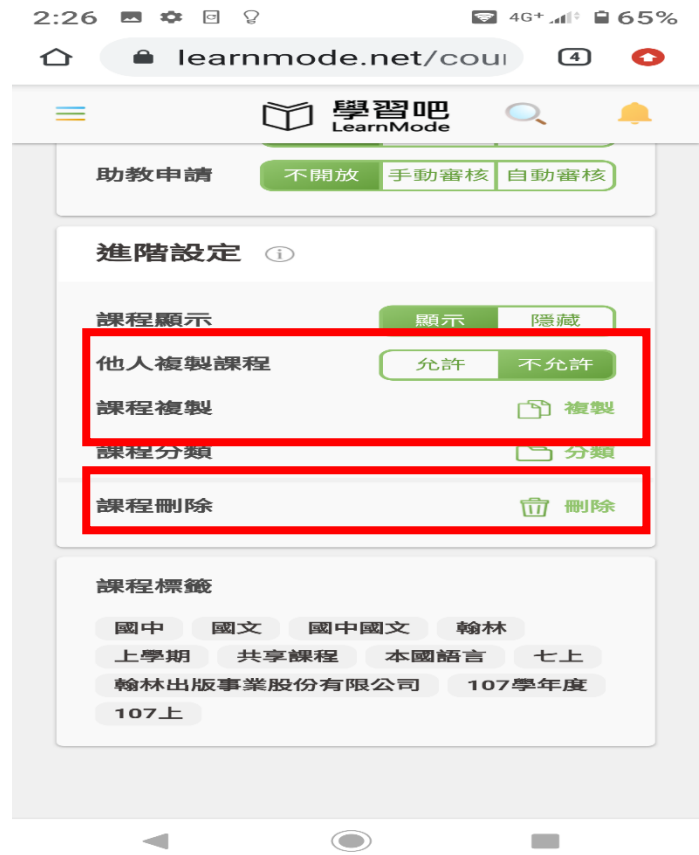 2:26 4G+ 65%
learnmode.net/cour 4
學習吧
LearnMode
助教申請 不開放 手動審核 自動審核
進階設定
課程顯示 顯示 隱藏
他人複製課程 允許 不允許
課程複製 複製
課程分類 分類
課程刪除 刪除
課程標籤
國中 國文 國中國文 翰林
上學期 共享課程 本國語言 七上
翰林出版事業股份有限公司 107學年度
107上